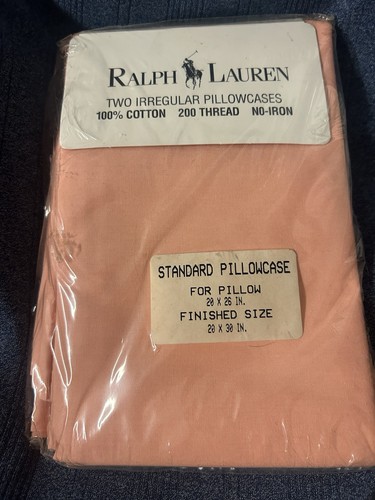 RALPH LAUREN
TWO IRREGULAR PILLOWCASES
100% COTTON 200 THREAD NO-IRON
STANDARD PILLOWCASE
FOR PILLOW
20 X 26 IN.
FINISHED SIZE
20 X 30 IN.